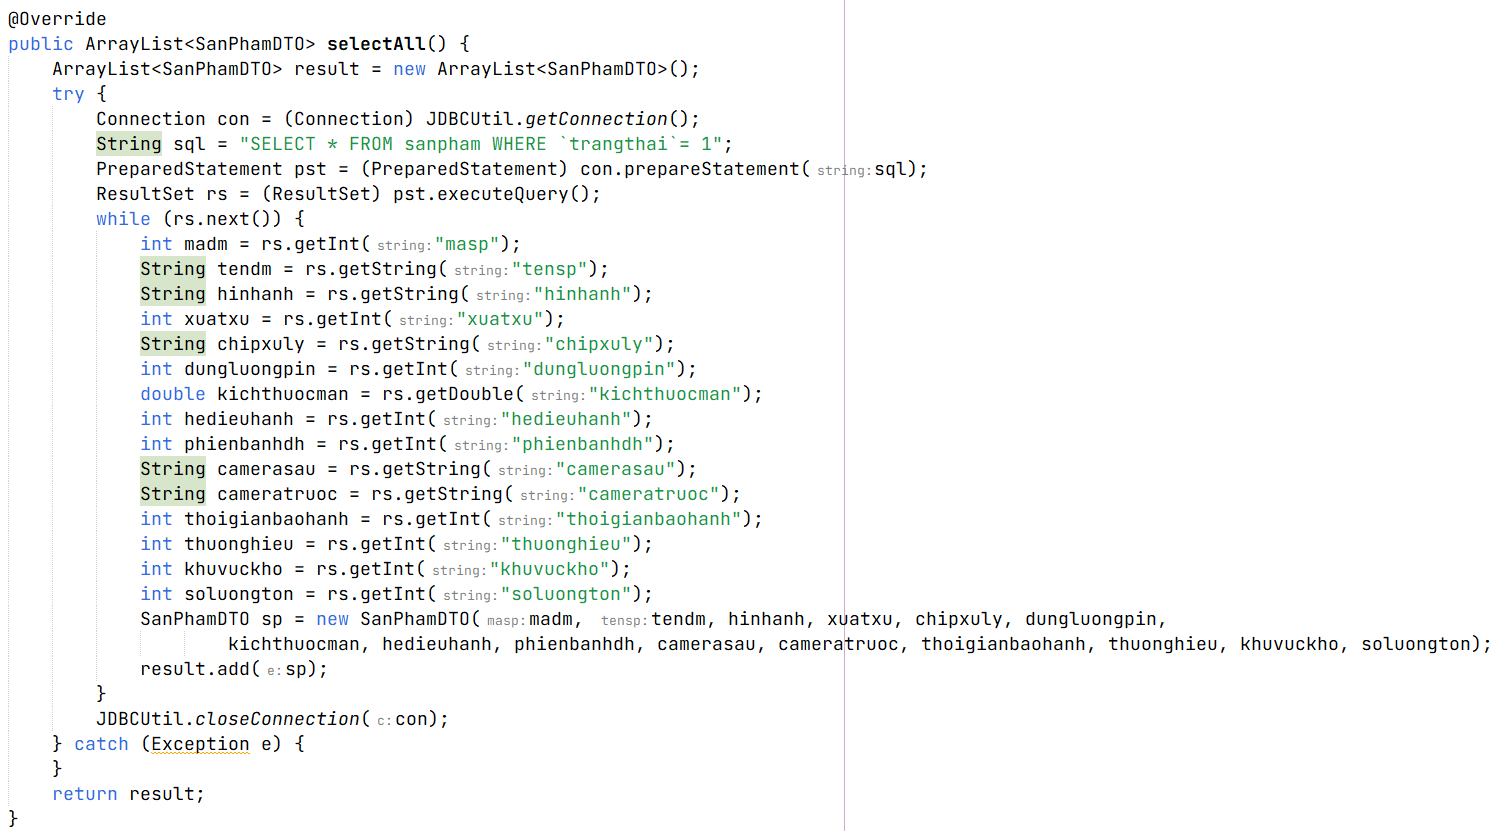 @Override
public ArrayList<SanPhamDTO> selectAll() {
    ArrayList<SanPhamDTO> result = new ArrayList<SanPhamDTO>();
    try {
        Connection con = (Connection) JDBCUtil.getConnection();
        String sql = "SELECT * FROM sanpham WHERE `trangthai`= 1";
        PreparedStatement pst = (PreparedStatement) con.prepareStatement( string: sql);
        ResultSet rs = (ResultSet) pst.executeQuery();
        while (rs.next()) {
            int madm = rs.getInt( string: "masp");
            String tendm = rs.getString( string: "tensp");
            String hinhanh = rs.getString( string: "hinhanh");
            int xuatxu = rs.getInt( string: "xuatxu");
            String chipxuly = rs.getString( string: "chipxuly");
            int dungluongpin = rs.getInt( string: "dungluongpin");
            double kichthuocman = rs.getDouble( string: "kichthuocman");
            int hedieuhanh = rs.getInt( string: "hedieuhanh");
            int phienbanhdh = rs.getInt( string: "phienbanhdh");
            String camerasau = rs.getString( string: "camerasau");
            String cameratruoc = rs.getString( string: "cameratruoc");
            int thoigianbaohanh = rs.getInt( string: "thoigianbaohanh");
            int thuonghieu = rs.getInt( string: "thuonghieu");
            int khuvuckho = rs.getInt( string: "khuvuckho");
            int soluongton = rs.getInt( string: "soluongton");
            SanPhamDTO sp = new SanPhamDTO( masp: madm, tensp: tendm, hinhanh, xuatxu, chipxuly, dungluongpin,
                    kichthuocman, hedieuhanh, phienbanhdh, camerasau, cameratruoc, thoigianbaohanh, thuonghieu, khuvuckho, soluongton);
            result.add( e: sp);
        }
        JDBCUtil.closeConnection( c: con);
    } catch (Exception e) {
    }
    return result;
}